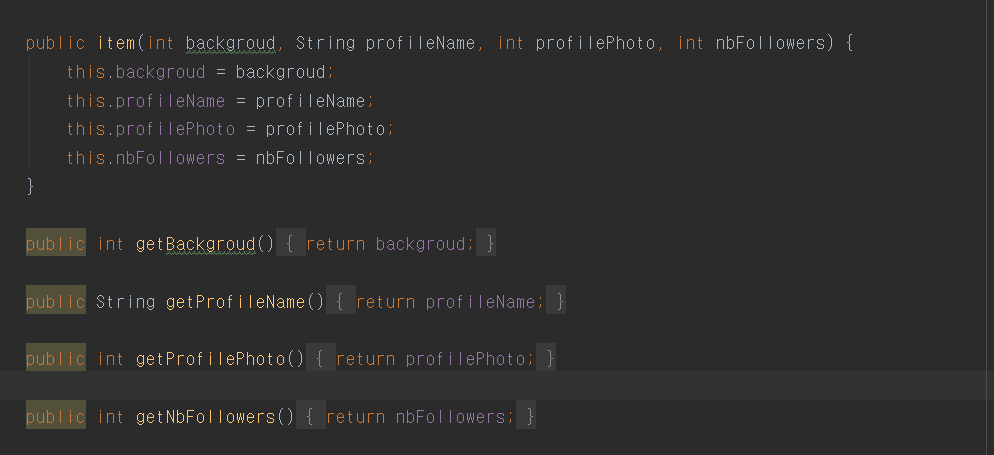 public item(int backgroud, String profileName, int profilePhoto, int nbFollowers) {
this.backgroud = backgroud;
this.profileName = profileName;
this.profilePhoto = profilePhoto;
this.nbFollowers = nbFollowers;
}
public int getBackgroud() { return backgroud; }
public String getProfileName() { return profileName; }
public int getProfilePhoto() { return profilePhoto; }
public int getNbFollowers() { return nbFollowers; }